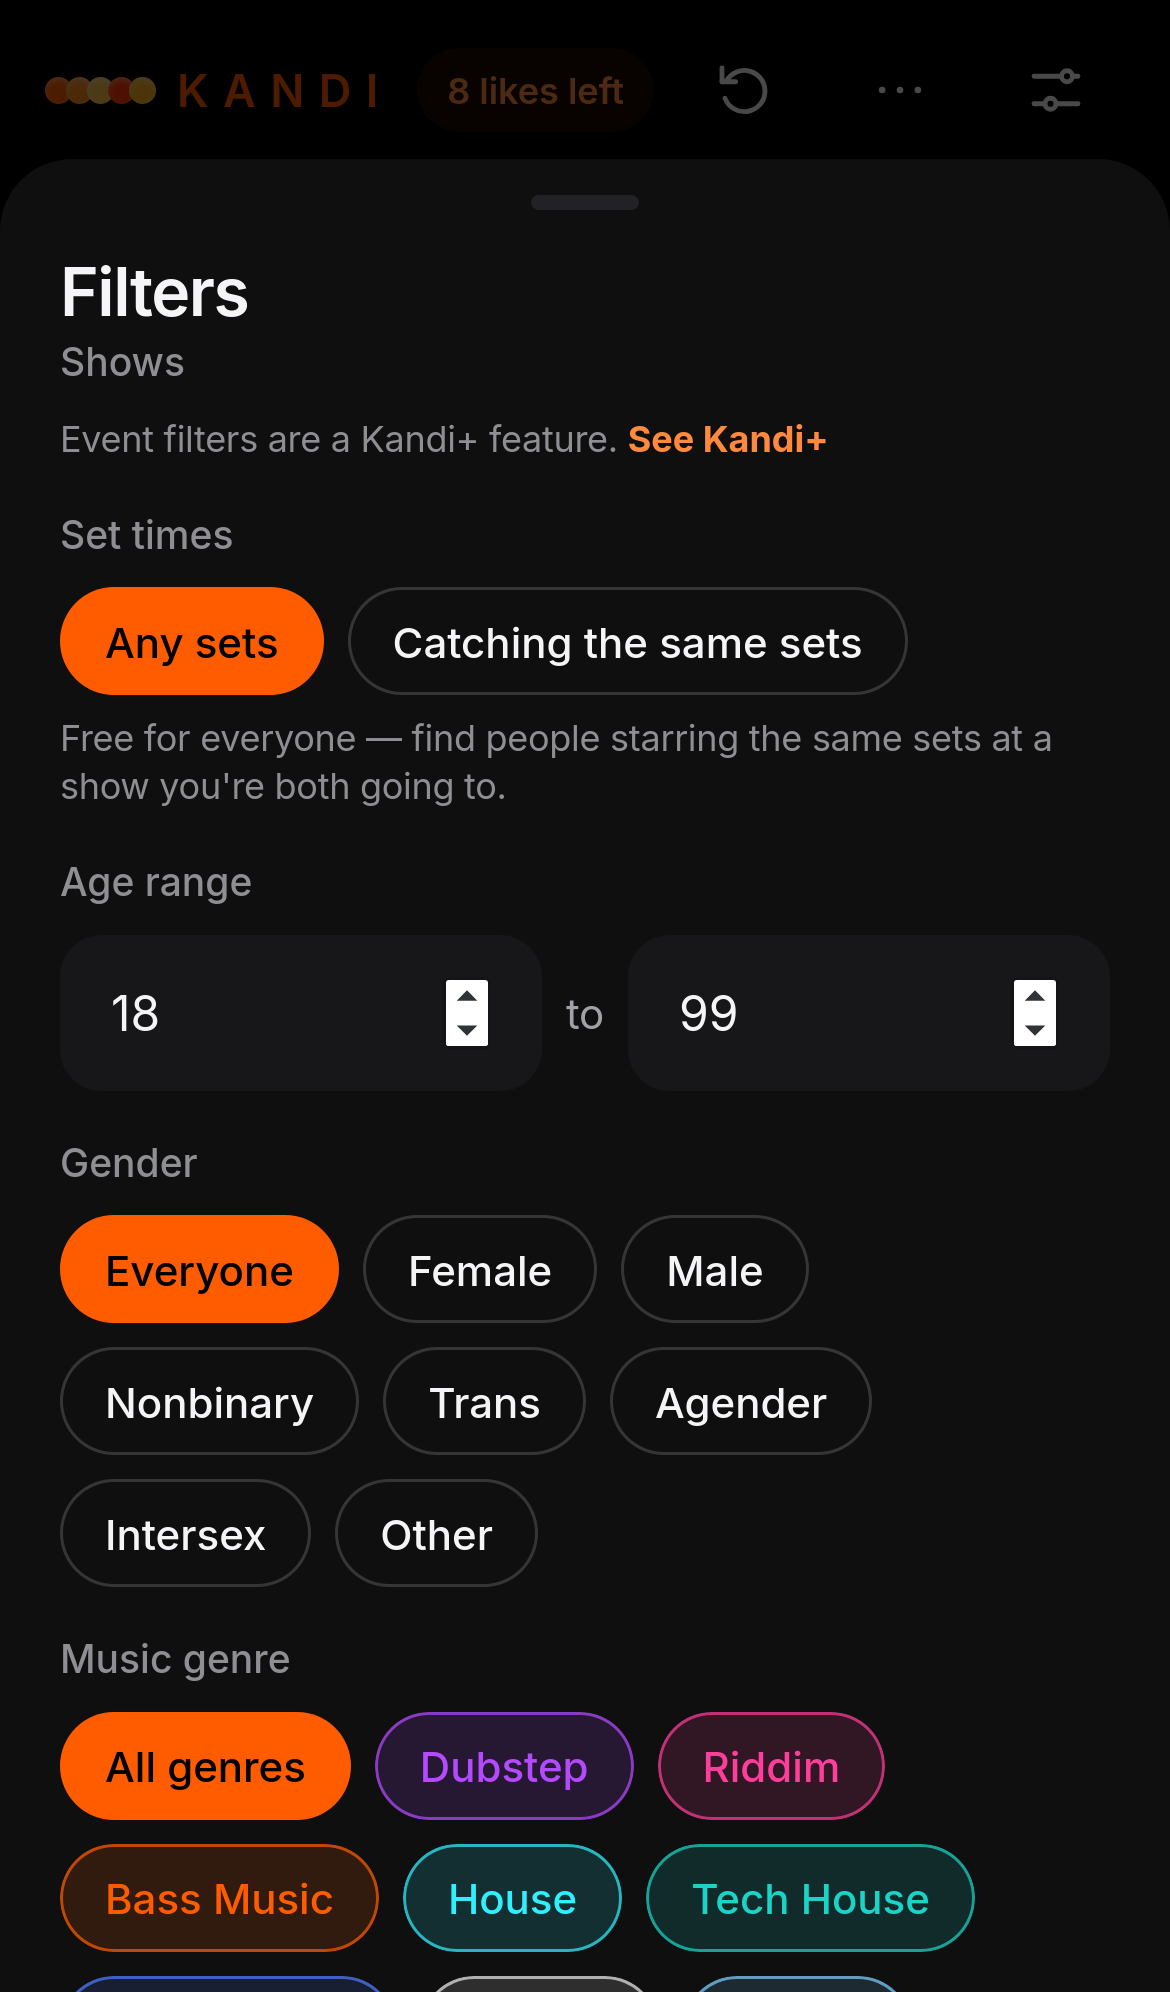 KANDI 8 likes left
Filters
Shows
Event filters are a Kandi+ feature. See Kandi+
Set times
Any sets Catching the same sets
Free for everyone — find people starring the same sets at a
show you're both going to.
Age range
18 to 99
Gender
Everyone Female Male
Nonbinary Trans Agender
Intersex Other
Music genre
All genres Dubstep Riddim
Bass Music House Tech House